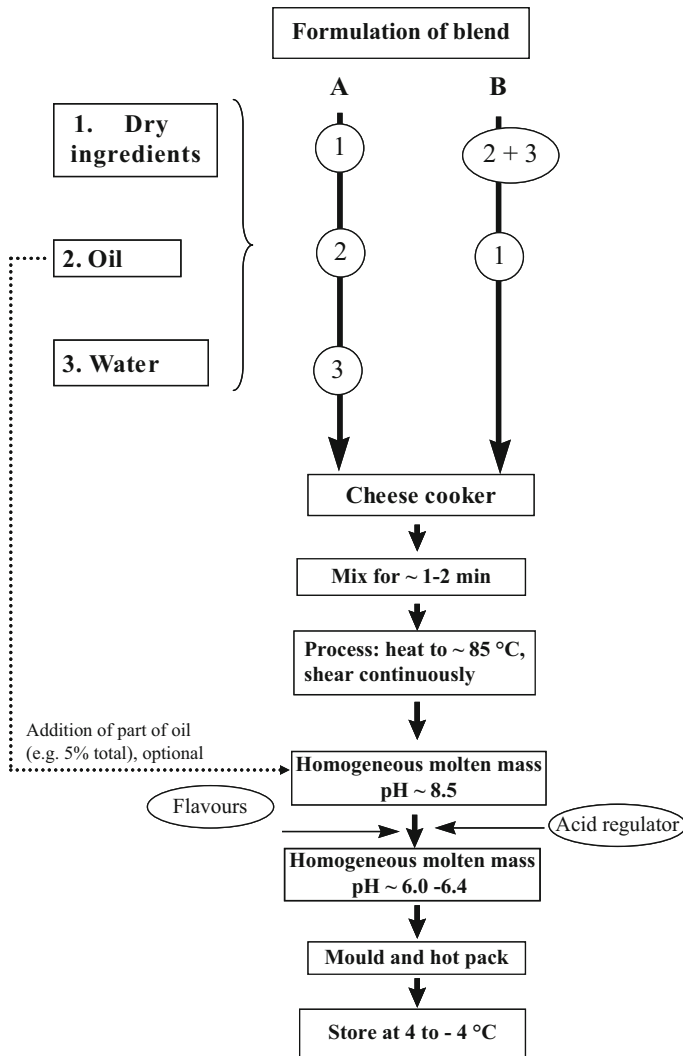 Formulation of blend
A
B
1. Dry
ingredients
2. Oil
3. Water
1
2
3
2 + 3
1
Cheese cooker
Mix for ~ 1-2 min
Process: heat to ~ 85 °C,
shear continuously
Addition of part of oil
(e.g. 5% total), optional
Homogeneous molten mass
pH ~ 8.5
Flavours
Acid regulator
Homogeneous molten mass
pH ~ 6.0 -6.4
Mould and hot pack
Store at 4 to - 4 °C